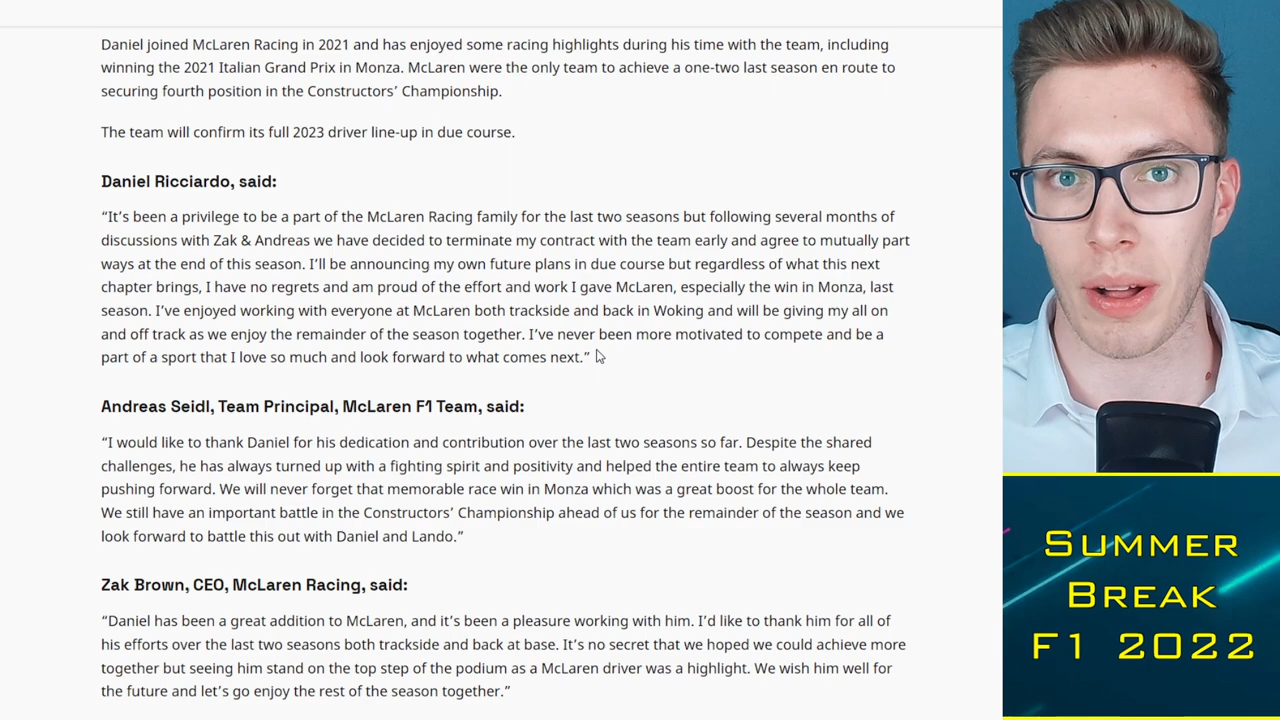 Daniel joined McLaren Racing in 2021 and has enjoyed some racing highlights during his time with the team, including
winning the 2021 Italian Grand Prix in Monza. McLaren were the only team to achieve a one-two last season en route to
securing fourth position in the Constructors’ Championship.
The team will confirm its full 2023 driver line-up in due course.
Daniel Ricciardo, said:
“It’s been a privilege to be a part of the McLaren Racing family for the last two seasons but following several months of
discussions with Zak & Andreas we have decided to terminate my contract with the team early and agree to mutually part
ways at the end of this season. I’ll be announcing my own future plans in due course but regardless of what this next
chapter brings, I have no regrets and am proud of the effort and work I gave McLaren, especially the win in Monza, last
season. I’ve enjoyed working with everyone at McLaren both trackside and back in Woking and will be giving my all on
and off track as we enjoy the remainder of the season together. I’ve never been more motivated to compete and be a
part of a sport that I love so much and look forward to what comes next.”
Andreas Seidl, Team Principal, McLaren F1 Team, said:
“I would like to thank Daniel for his dedication and contribution over the last two seasons so far. Despite the shared
challenges, he has always turned up with a fighting spirit and positivity and helped the entire team to always keep
pushing forward. We will never forget that memorable race win in Monza which was a great boost for the whole team.
We still have an important battle in the Constructors’ Championship ahead of us for the remainder of the season and we
look forward to battle this out with Daniel and Lando.”
Zak Brown, CEO, McLaren Racing, said:
“Daniel has been a great addition to McLaren, and it’s been a pleasure working with him. I’d like to thank him for all of
his efforts over the last two seasons both trackside and back at base. It’s no secret that we hoped we could achieve more
together but seeing him stand on the top step of the podium as a McLaren driver was a highlight. We wish him well for
the future and let’s go enjoy the rest of the season together.”
SUMMER
BREAK
F1 2022